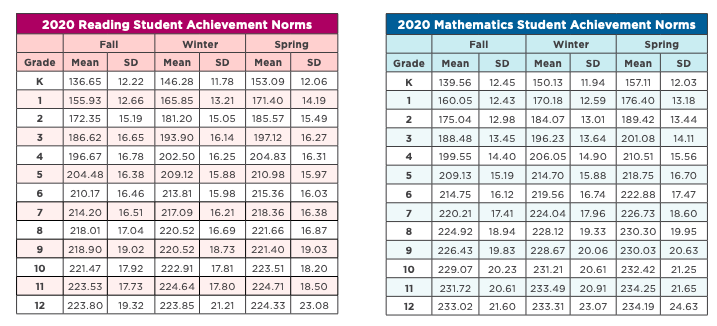 2020 Reading Student Achievement Norms
Fall Winter Spring
Grade Mean SD Mean SD Mean SD
K 136.65 12.22 146.28 11.78 153.09 12.06
1 155.93 12.66 165.85 13.21 171.40 14.19
2 172.35 15.19 181.20 15.05 185.57 15.49
3 186.62 16.65 193.90 16.14 197.12 16.27
4 196.67 16.78 202.50 16.25 204.83 16.31
5 204.48 16.38 209.12 15.88 210.98 15.97
6 210.17 16.46 213.81 15.98 215.36 16.03
7 214.20 16.51 217.09 16.21 218.36 16.38
8 218.01 17.04 220.52 16.69 221.66 16.87
9 218.90 19.02 220.52 18.73 221.40 19.03
10 221.47 17.92 222.91 17.81 223.51 18.20
11 223.53 17.73 224.64 17.80 224.71 18.50
12 223.80 19.32 223.85 21.21 224.33 23.08
2020 Mathematics Student Achievement Norms
Fall Winter Spring
Grade Mean SD Mean SD Mean SD
K 139.56 12.45 150.13 11.94 157.11 12.03
1 160.05 12.43 170.18 12.59 176.40 13.18
2 175.04 12.98 184.07 13.01 189.42 13.44
3 188.48 13.45 196.23 13.64 201.08 14.11
4 199.55 14.40 206.05 14.90 210.51 15.56
5 209.13 15.19 214.70 15.88 218.75 16.70
6 214.75 16.12 219.56 16.74 222.88 17.47
7 220.21 17.41 224.04 17.96 226.73 18.60
8 224.92 18.94 228.12 19.33 230.30 19.95
9 226.43 19.83 228.67 20.06 230.03 20.63
10 229.07 20.23 231.21 20.61 232.42 21.25
11 231.72 20.61 233.49 20.91 234.25 21.65
12 233.02 21.60 233.31 23.07 234.19 24.63